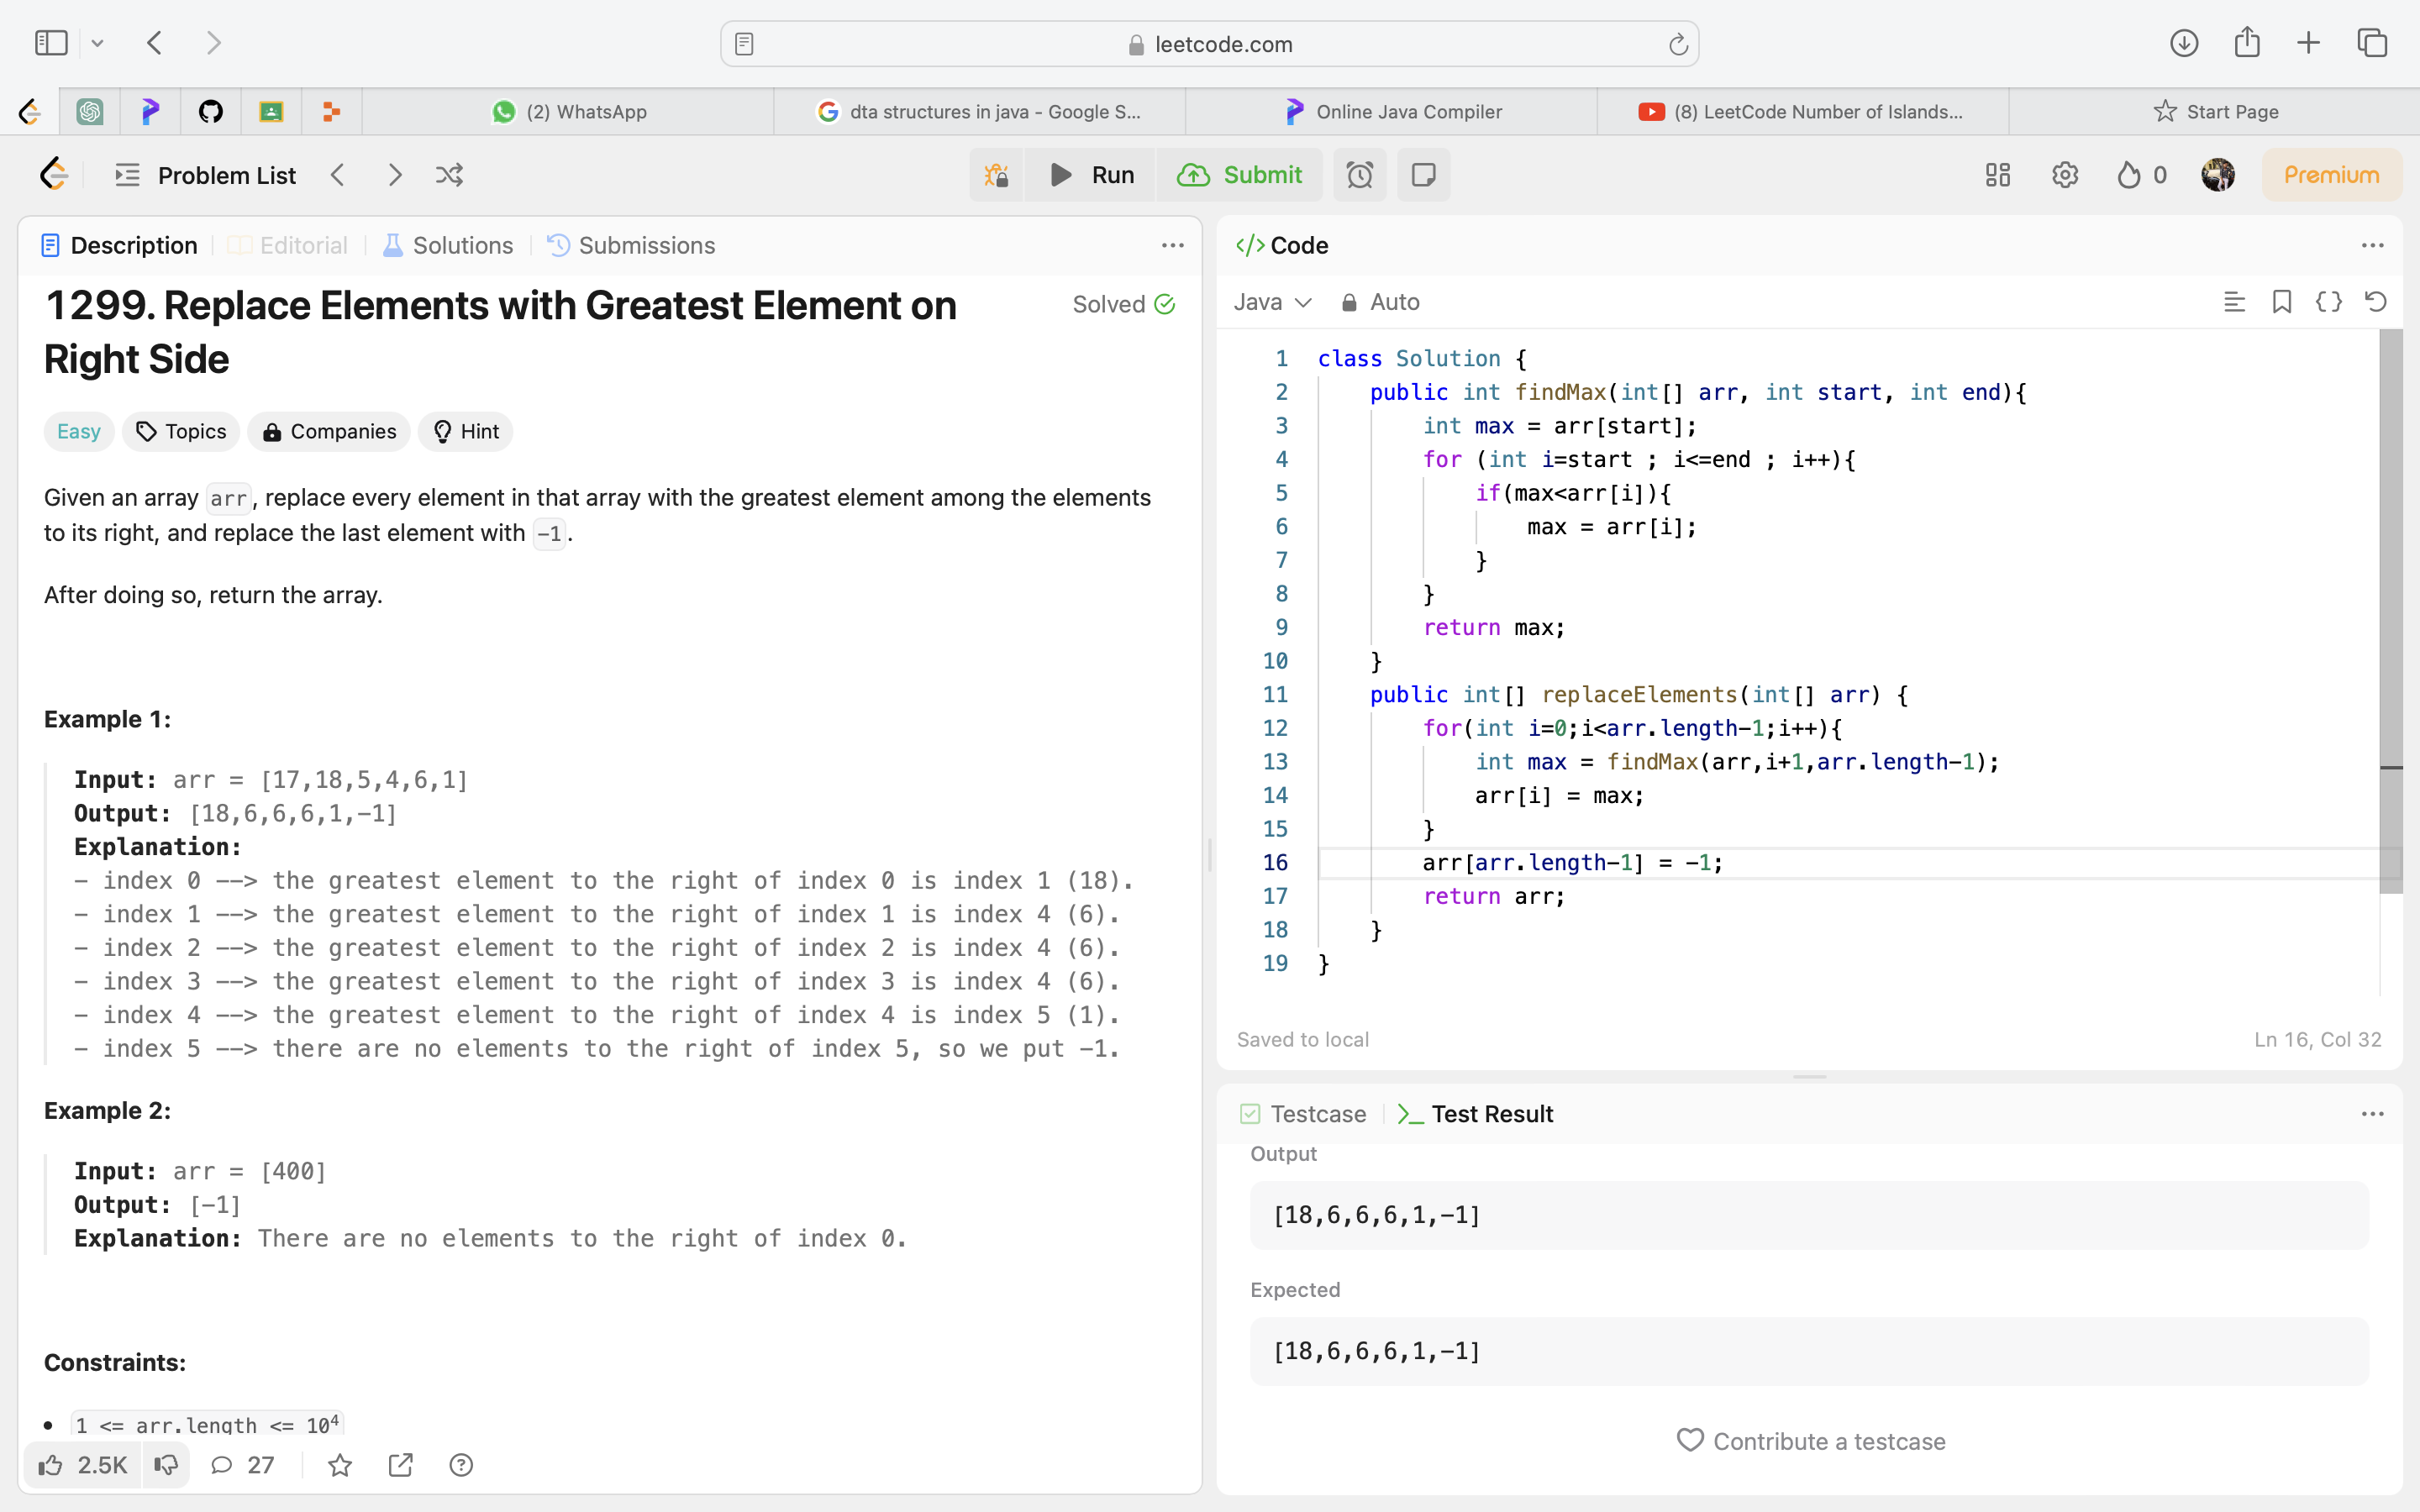 leetcode.com
(2) WhatsApp
dta structures in java - Google S...
Online Java Compiler
(8) LeetCode Number of Islands...
Start Page
Problem List
Run
Submit
0
Premium
Description
Editorial
Solutions
Submissions
1299. Replace Elements with Greatest Element on
Right Side
Solved
Easy
Topics
Companies
Hint
Given an array arr, replace every element in that array with the greatest element among the elements
to its right, and replace the last element with -1.
After doing so, return the array.
Example 1:
Input: arr = [17,18,5,4,6,1]
Output: [18,6,6,6,1,-1]
Explanation:
- index 0 --> the greatest element to the right of index 0 is index 1 (18).
- index 1 --> the greatest element to the right of index 1 is index 4 (6).
- index 2 --> the greatest element to the right of index 2 is index 4 (6).
- index 3 --> the greatest element to the right of index 3 is index 4 (6).
- index 4 --> the greatest element to the right of index 4 is index 5 (1).
- index 5 --> there are no elements to the right of index 5, so we put -1.
Example 2:
Input: arr = [400]
Output: [-1]
Explanation: There are no elements to the right of index 0.
Constraints:
• 1 <= arr.length <= 10⁴
2.5K
27
</> Code
Java
Auto
1 class Solution {
2     public int findMax(int[] arr, int start, int end){
3         int max = arr[start];
4         for (int i=start ; i<=end ; i++){
5             if(max<arr[i]){
6                 max = arr[i];
7             }
8         }
9         return max;
10     }
11     public int[] replaceElements(int[] arr) {
12         for(int i=0;i<arr.length-1;i++){
13             int max = findMax(arr,i+1,arr.length-1);
14             arr[i] = max;
15         }
16         arr[arr.length-1] = -1;
17         return arr;
18     }
19 }
Saved to local
Ln 16, Col 32
Testcase
Test Result
Output
[18,6,6,6,1,-1]
Expected
[18,6,6,6,1,-1]
Contribute a testcase